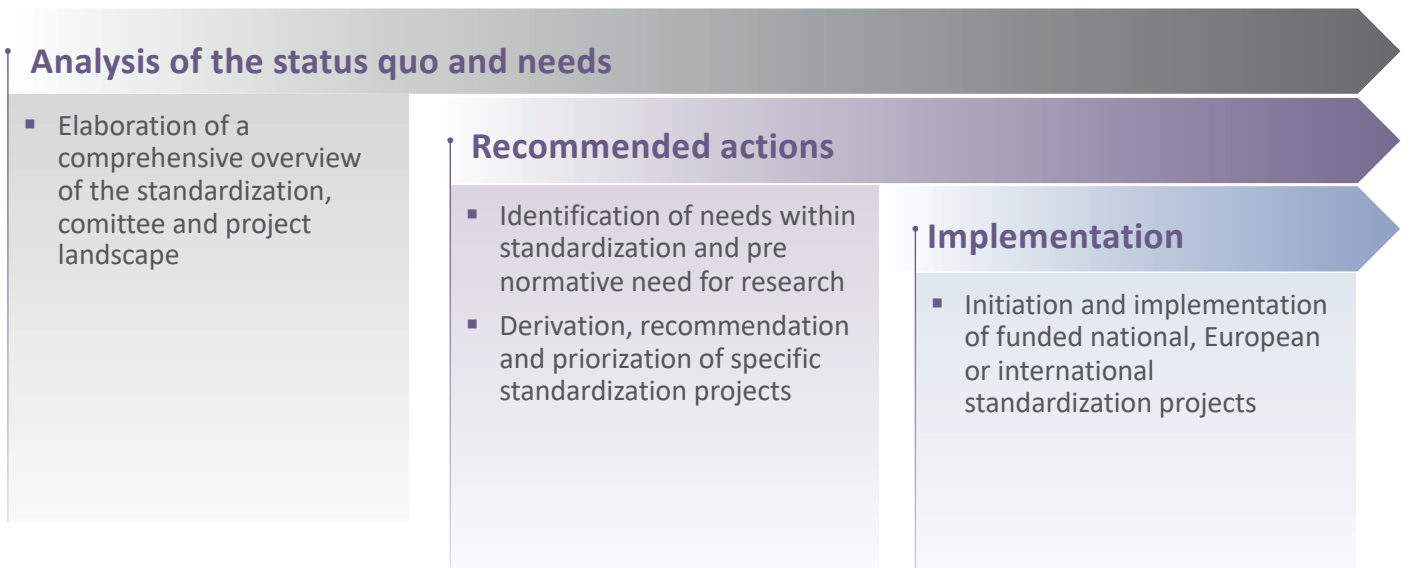 Analysis of the status quo and needs
▪ Elaboration of a
comprehensive overview
of the standardization,
comittee and project
landscape
Recommended actions
▪ Identification of needs within
standardization and pre
normative need for research
▪ Derivation, recommendation
and priorization of specific
standardization projects
Implementation
▪ Initiation and implementation
of funded national, European
or international
standardization projects